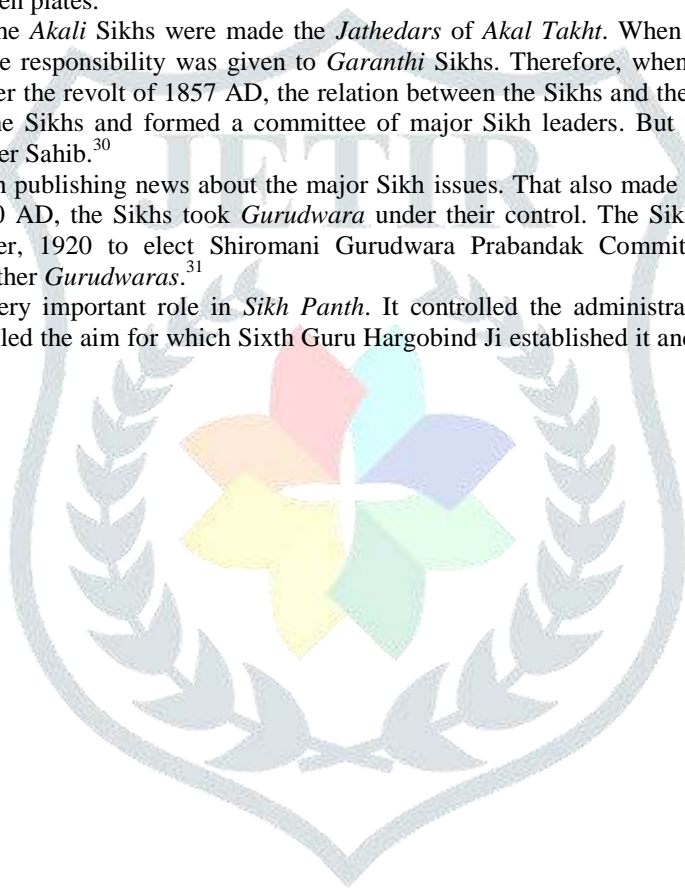 en plates.
he Akali Sikhs were made the Jathedars of Akal Takht. When
e responsibility was given to Garanthi Sikhs. Therefore, when
er the revolt of 1857 AD, the relation between the Sikhs and the
he Sikhs and formed a committee of major Sikh leaders. But
er Sahib.30
JETIR
n publishing news about the major Sikh issues. That also made
0 AD, the Sikhs took Gurudwara under their control. The Sik
er, 1920 to elect Shiromani Gurudwara Prabandak Commit
ther Gurudwaras.31
ery important role in Sikh Panth. It controlled the administra
led the aim for which Sixth Guru Hargobind Ji established it and